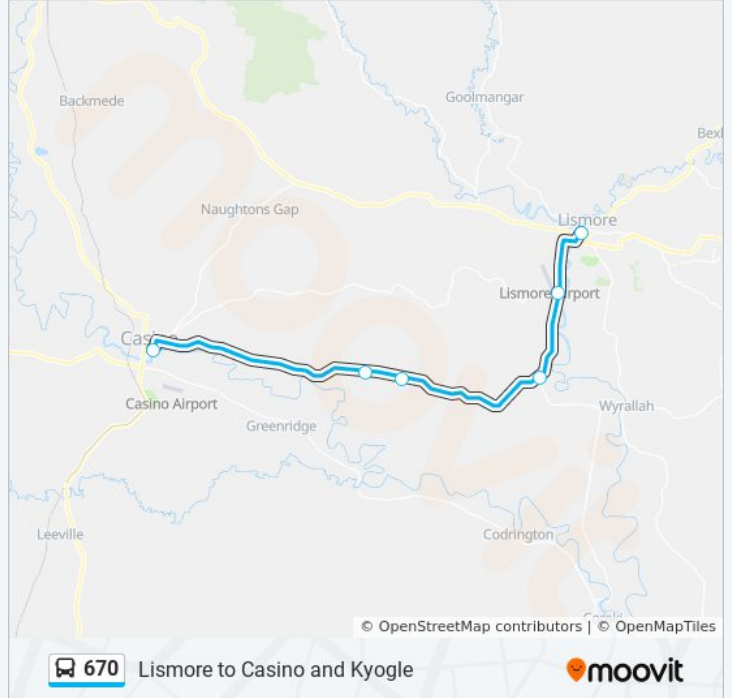 Backmede
Goolmangar
Naughtons Gap
Lismore
Lismore Airport
Casino
Casino Airport
Greenridge
Wyrallah
Leeville
Codrington
moovit
© OpenStreetMap contributors | © OpenMapTiles
670 Lismore to Casino and Kyogle
moovit